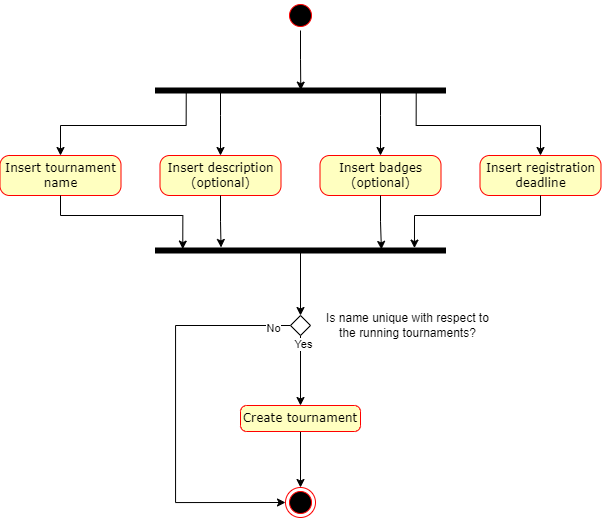 Insert tournament
name
Insert description
(optional)
Insert badges
(optional)
Insert registration
deadline
Is name unique with respect to
the running tournaments?
No
Yes
Create tournament